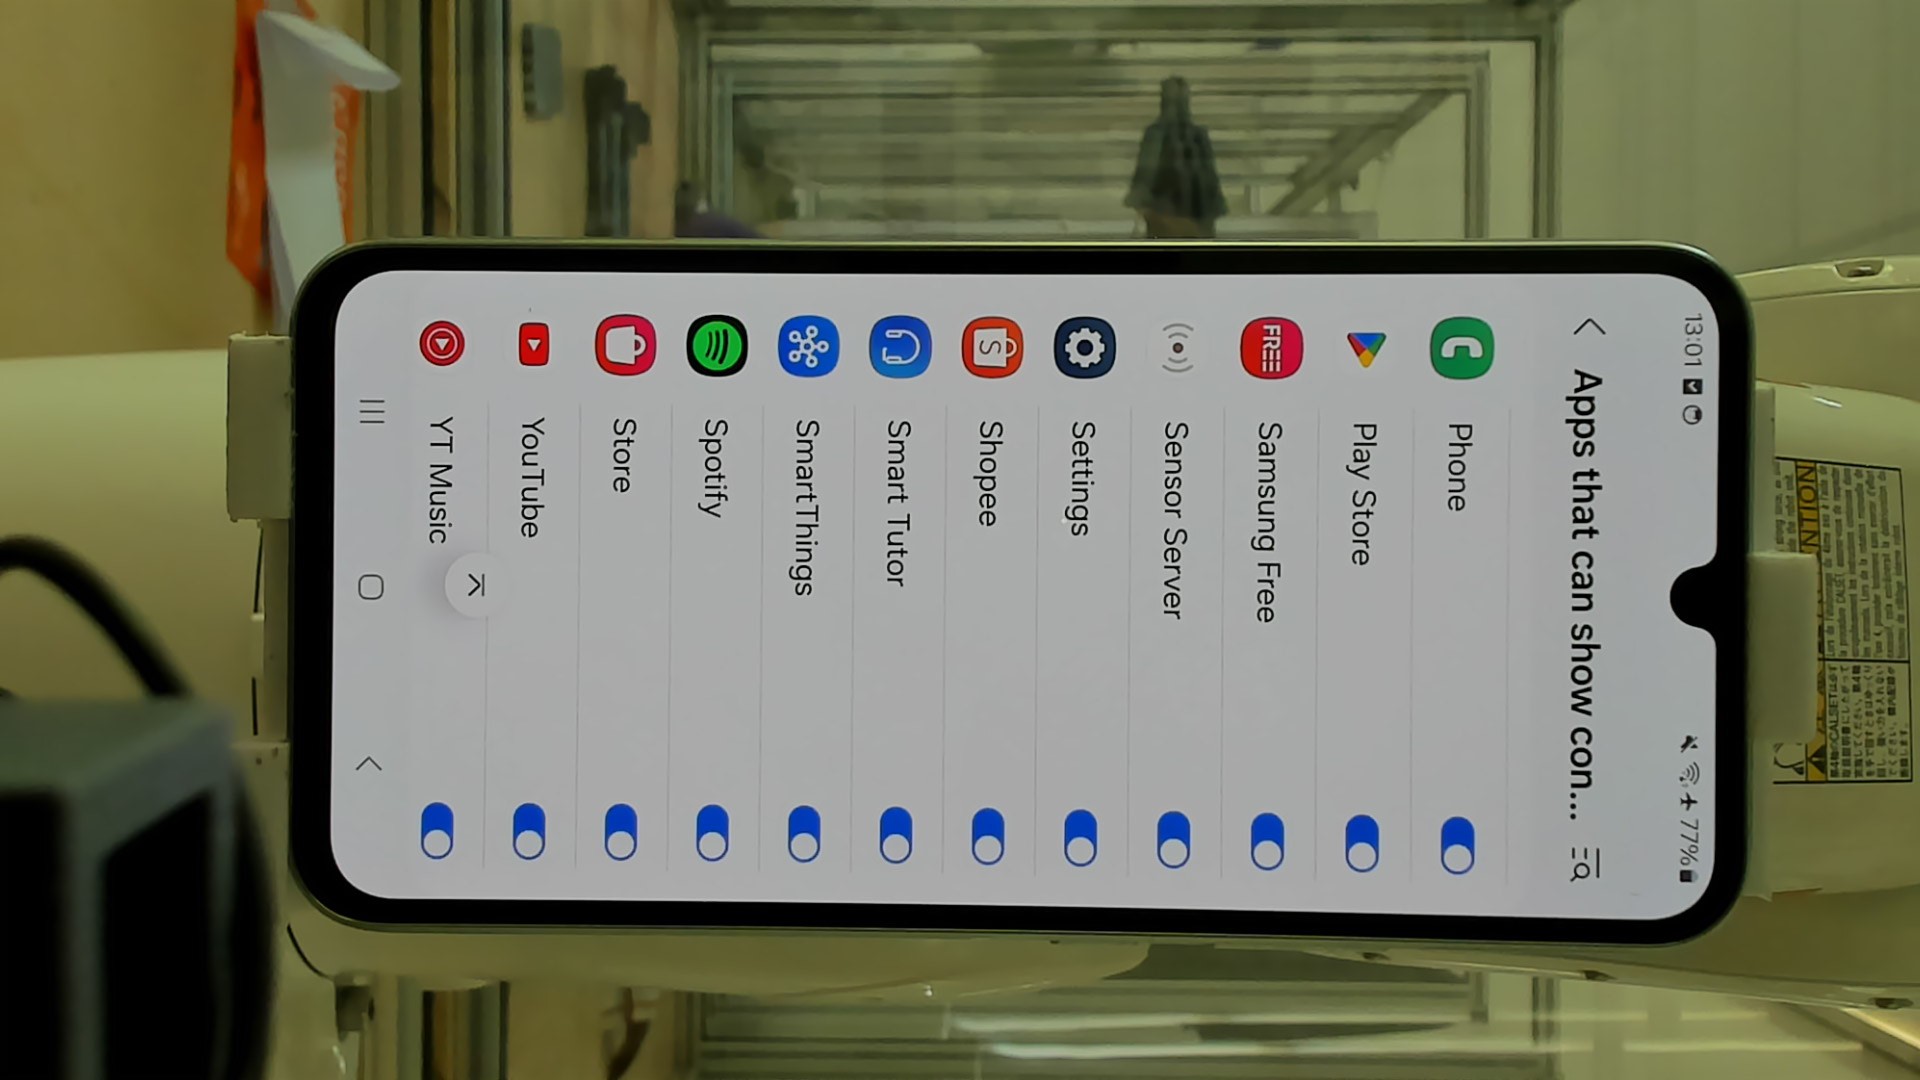 13:01
77%
Apps that can show con...
Phone
Play Store
FREE
Samsung Free
Sensor Server
Settings
S
Shopee
Smart Tutor
SmartThings
Spotify
Store
YouTube
YT Music